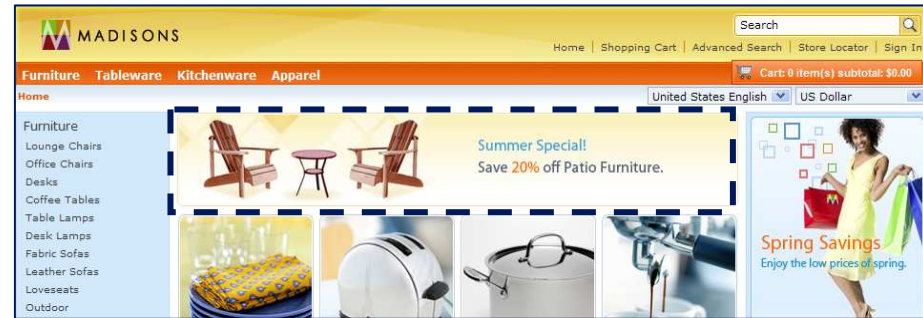 MADISONS
Search
Home | Shopping Cart | Advanced Search | Store Locator | Sign In
Furniture Tableware Kitchenware Apparel
Cart: 0 item(s) subtotal: $0.00
Home
United States English
US Dollar
Furniture
Lounge Chairs
Office Chairs
Desks
Coffee Tables
Table Lamps
Desk Lamps
Fabric Sofas
Leather Sofas
Loveseats
Outdoor
Summer Special!
Save 20% off Patio Furniture.
Spring Savings
Enjoy the low prices of spring.